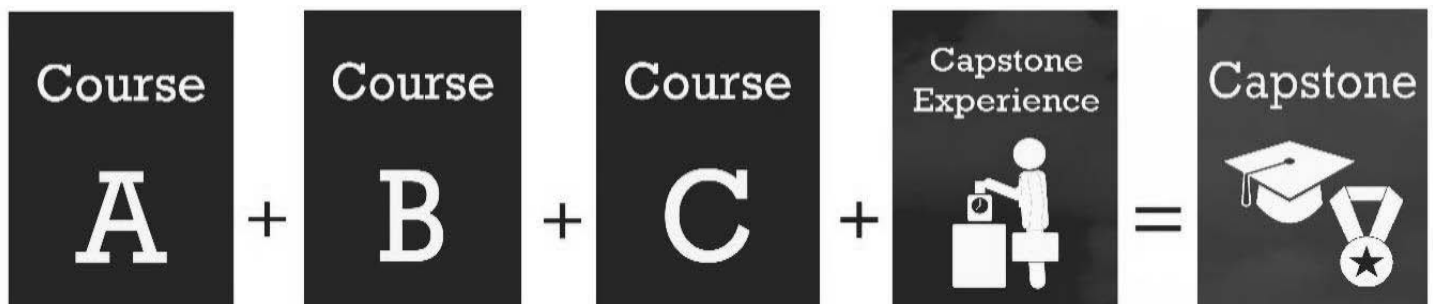 Course
A
+
Course
B
+
Course
C
+
Capstone
Experience
=
Capstone